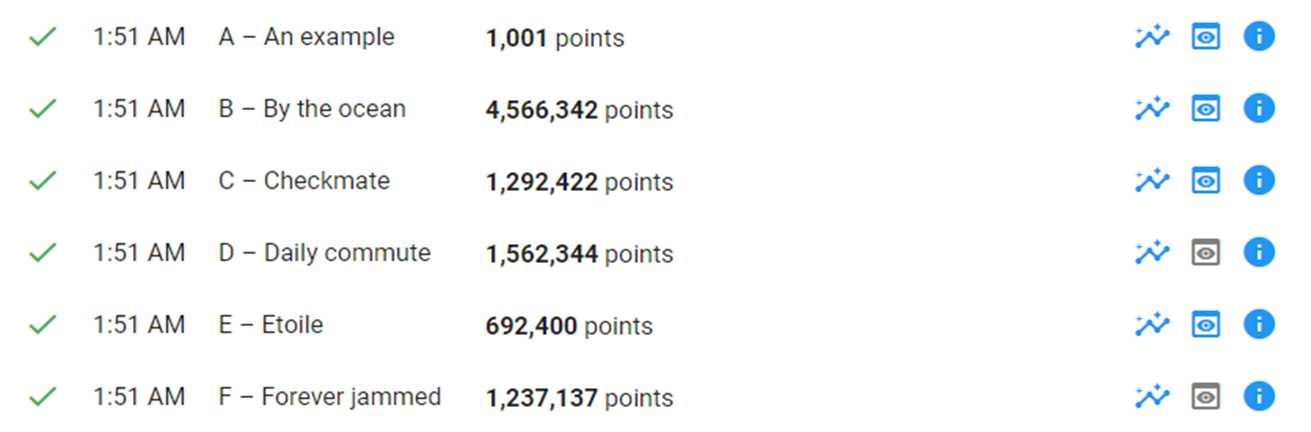 1:51 AM A – An example 1,001 points
1:51 AM B – By the ocean 4,566,342 points
1:51 AM C – Checkmate 1,292,422 points
1:51 AM D – Daily commute 1,562,344 points
1:51 AM E – Etoile 692,400 points
1:51 AM F – Forever jammed 1,237,137 points